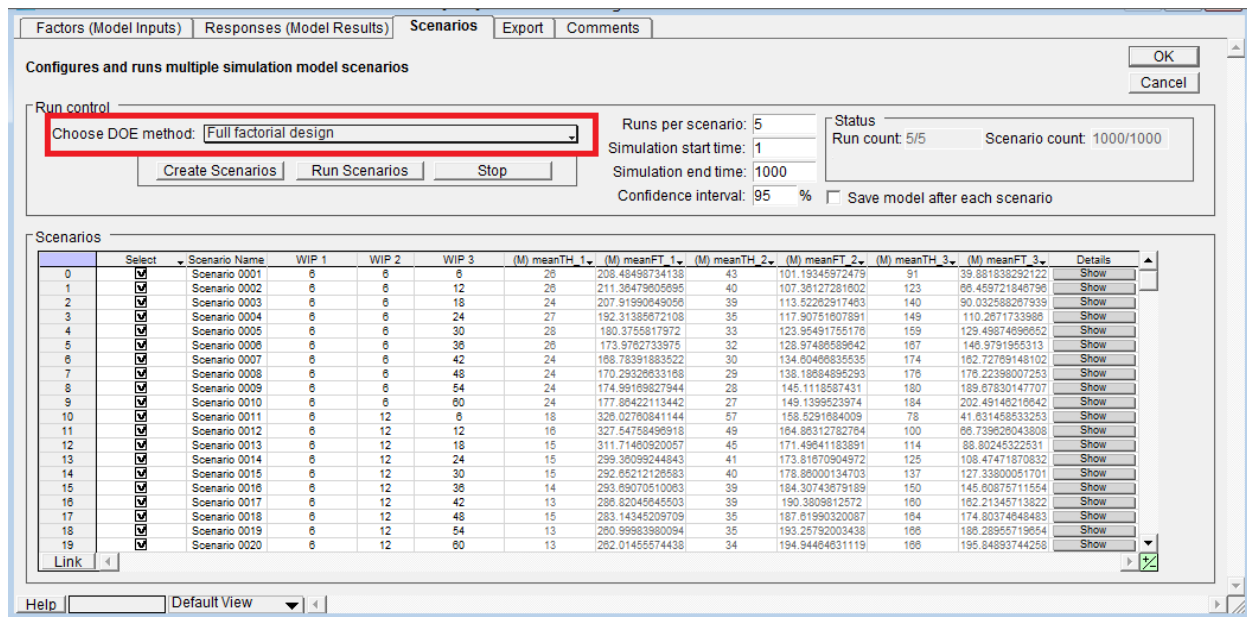 Factors (Model Inputs) Responses (Model Results) Scenarios Export Comments
OK
Configures and runs multiple simulation model scenarios
Cancel
Run control
Choose DOE method: Full factorial design
Create Scenarios Run Scenarios Stop
Runs per scenario: 5
Simulation start time: 1
Simulation end time: 1000
Confidence interval: 95 %
Status
Run count: 5/5 Scenario count: 1000/1000
Save model after each scenario
Scenarios
Select Scenario Name WIP 1 WIP 2 WIP 3 (M) meanTH_1 (M) meanFT_1 (M) meanTH_2 (M) meanFT_2 (M) meanTH_3 (M) meanFT_3 Details
0 Scenario 0001 6 6 6 26 208.48498734138 43 101.19345972479 91 39.881838292122 Show
1 Scenario 0002 6 6 12 26 211.36479605695 40 107.36127281602 123 66.459721846796 Show
2 Scenario 0003 6 6 18 24 207.91990649056 39 113.52262917463 140 90.032588267939 Show
3 Scenario 0004 6 6 24 27 192.31385672108 35 117.90751607891 149 110.2671733986 Show
4 Scenario 0005 6 6 30 28 180.3755817972 33 123.95491755176 159 129.49874696652 Show
5 Scenario 0006 6 6 36 26 173.9762733975 32 128.97486589642 167 146.9791955313 Show
6 Scenario 0007 6 6 42 24 168.78391883522 30 134.60466835535 174 162.72769148102 Show
7 Scenario 0008 6 6 48 24 170.29326633168 29 138.18684895293 176 176.22398007253 Show
8 Scenario 0009 6 6 54 24 174.99169827944 28 145.1118587431 180 189.67830147707 Show
9 Scenario 0010 6 6 60 24 177.86422113442 27 149.1399523974 184 202.49146216642 Show
10 Scenario 0011 6 12 6 18 326.02760841144 57 158.5291684009 78 41.631458533253 Show
11 Scenario 0012 6 12 12 16 327.54758496918 49 164.86312782764 100 66.739626043808 Show
12 Scenario 0013 6 12 18 15 311.71460920057 45 171.49641183891 114 88.80245322531 Show
13 Scenario 0014 6 12 24 15 299.36099244843 41 173.81670904972 125 108.47471870832 Show
14 Scenario 0015 6 12 30 15 292.65212126583 40 178.86000134703 137 127.33800051701 Show
15 Scenario 0016 6 12 36 14 293.69070510063 39 184.30743679189 150 145.60875711554 Show
16 Scenario 0017 6 12 42 13 286.82045645503 39 190.3809812572 160 162.21345713822 Show
17 Scenario 0018 6 12 48 15 283.14345209709 35 187.61990320087 164 174.80374648483 Show
18 Scenario 0019 6 12 54 13 260.99983980094 35 193.25792003438 166 186.28955719654 Show
19 Scenario 0020 6 12 60 13 262.01455574438 34 194.94464631119 166 195.84893744258 Show
Link
Help Default View